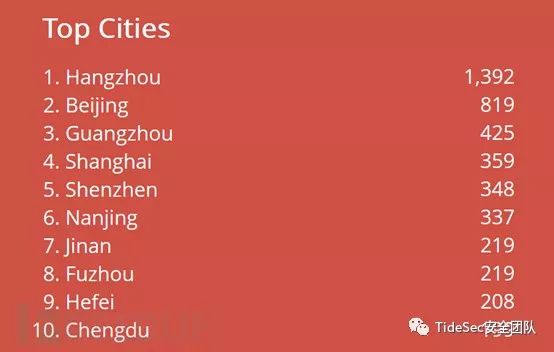 Top Cities
1. Hangzhou 1,392
2. Beijing 819
3. Guangzhou 425
4. Shanghai 359
5. Shenzhen 348
6. Nanjing 337
7. Jinan 219
8. Fuzhou 219
9. Hefei 208
10. Chengdu
TideSec安全团队